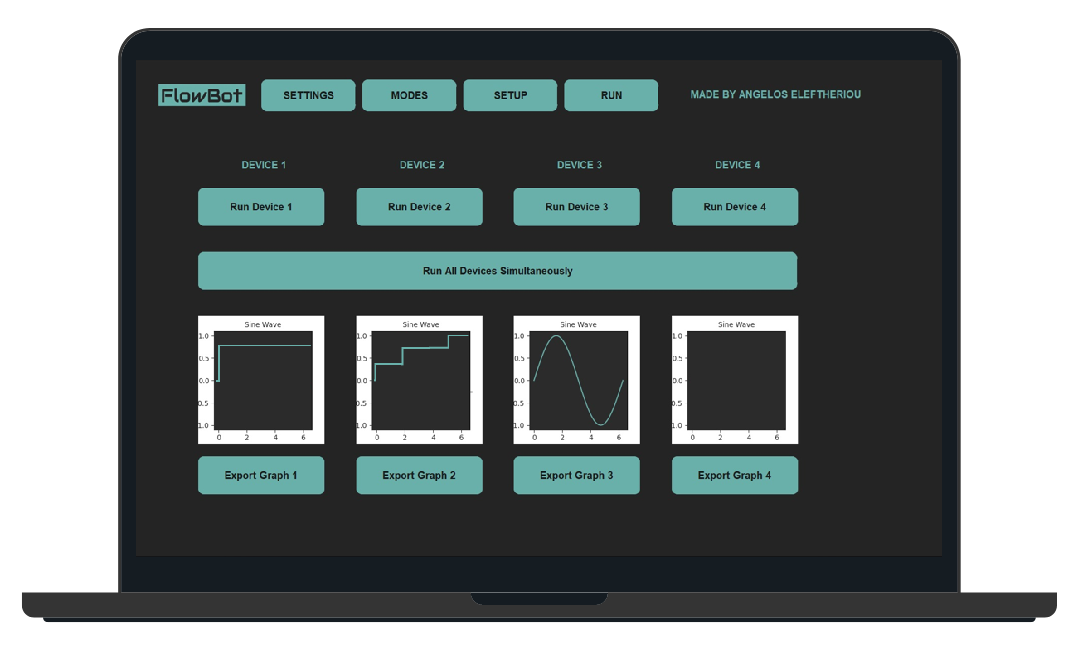 FlowBot SETTINGS MODES SETUP RUN MADE BY ANGELOS ELEFTHERIOU
DEVICE 1 DEVICE 2 DEVICE 3 DEVICE 4
Run Device 1 Run Device 2 Run Device 3 Run Device 4
Run All Devices Simultaneously
Sine Wave Sine Wave Sine Wave Sine Wave
1.0 1.0 1.0 1.0
0.5 0.5 0.5 0.5
0.0 0.0 0.0 0.0
0.5 0.5 0.5 0.5
1.0 1.0 1.0 1.0
0 2 4 6 0 2 4 6 0 2 4 6 0 2 4 6
Export Graph 1 Export Graph 2 Export Graph 3 Export Graph 4